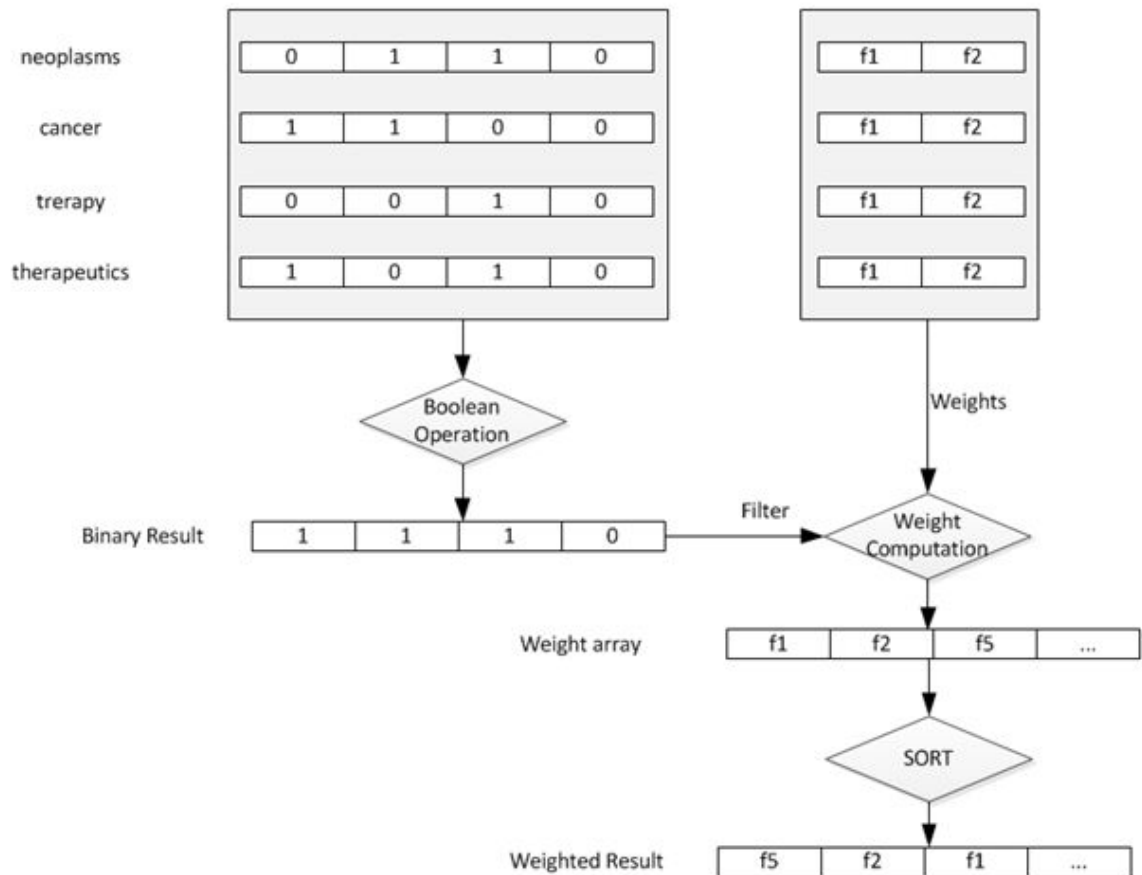 neoplasms 0 1 1 0 f1 f2
cancer 1 1 0 0 f1 f2
trerapy 0 0 1 0 f1 f2
therapeutics 1 0 1 0 f1 f2
Boolean
Operation
Weights
Binary Result 1 1 1 0
Filter
Weight
Computation
Weight array f1 f2 f5 ...
SORT
Weighted Result f5 f2 f1 ...